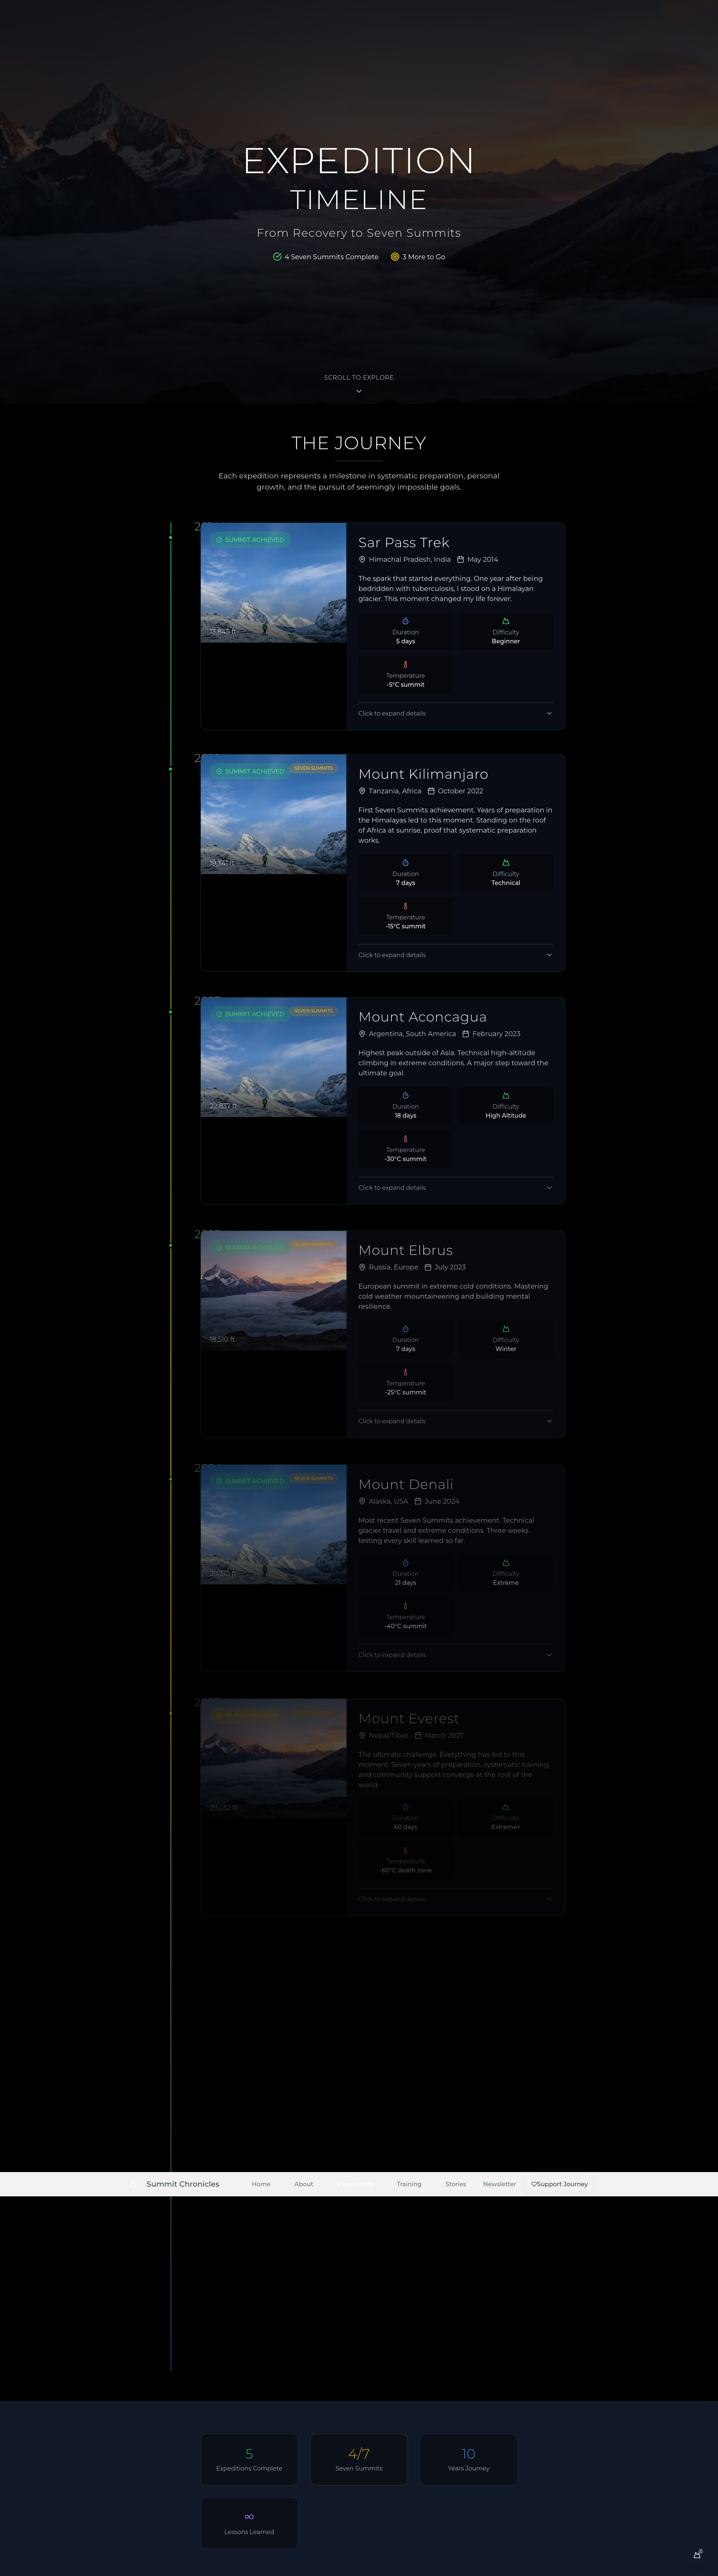 EXPEDITION
TIMELINE
From Recovery to Seven Summits
4 Seven Summits Complete
3 More to Go
SCROLL TO EXPLORE
THE JOURNEY
Each expedition represents a milestone in systematic preparation, personal
growth, and the pursuit of seemingly impossible goals.
SUMMIT ACHIEVED
13,845 ft
Sar Pass Trek
Himachal Pradesh, India
May 2014
The spark that started everything. One year after being
bedridden with tuberculosis, I stood on a Himalayan
glacier. This moment changed my life forever.
Duration
5 days
Difficulty
Beginner
Temperature
-5°C summit
Click to expand details
SUMMIT ACHIEVED
SEVEN SUMMITS
19,341 ft
Mount Kilimanjaro
Tanzania, Africa
October 2022
First Seven Summits achievement. Years of preparation in
the Himalayas led to this moment. Standing on the roof
of Africa at sunrise, proof that systematic preparation
works.
Duration
7 days
Difficulty
Technical
Temperature
-15°C summit
Click to expand details
SUMMIT ACHIEVED
SEVEN SUMMITS
22,837 ft
Mount Aconcagua
Argentina, South America
February 2023
Highest peak outside of Asia. Technical high-altitude
climbing in extreme conditions. A major step toward the
ultimate goal.
Duration
18 days
Difficulty
High Altitude
Temperature
-30°C summit
Click to expand details
SUMMIT ACHIEVED
SEVEN SUMMITS
18,510 ft
Mount Elbrus
Russia, Europe
July 2023
European summit in extreme cold conditions. Mastering
cold weather mountaineering and building mental
resilience.
Duration
7 days
Difficulty
Winter
Temperature
-25°C summit
Click to expand details
SUMMIT ACHIEVED
SEVEN SUMMITS
20,310 ft
Mount Denali
Alaska, USA
June 2024
Most recent Seven Summits achievement. Technical
glacier travel and extreme conditions. Three weeks
testing every skill learned so far.
Duration
21 days
Difficulty
Extreme
Temperature
-40°C summit
Click to expand details
29,032 ft
Mount Everest
Nepal/Tibet
March 2027
The ultimate challenge. Everything has led to this
moment. Seven years of preparation, systematic training,
and community support converge at the roof of the
world.
Duration
60 days
Difficulty
Extreme+
Temperature
-60°C death zone
Click to expand details
Summit Chronicles
Home
About
Training
Stories
Newsletter
Support Journey
5
Expeditions Complete
4/7
Seven Summits
10
Years Journey
∞
Lessons Learned